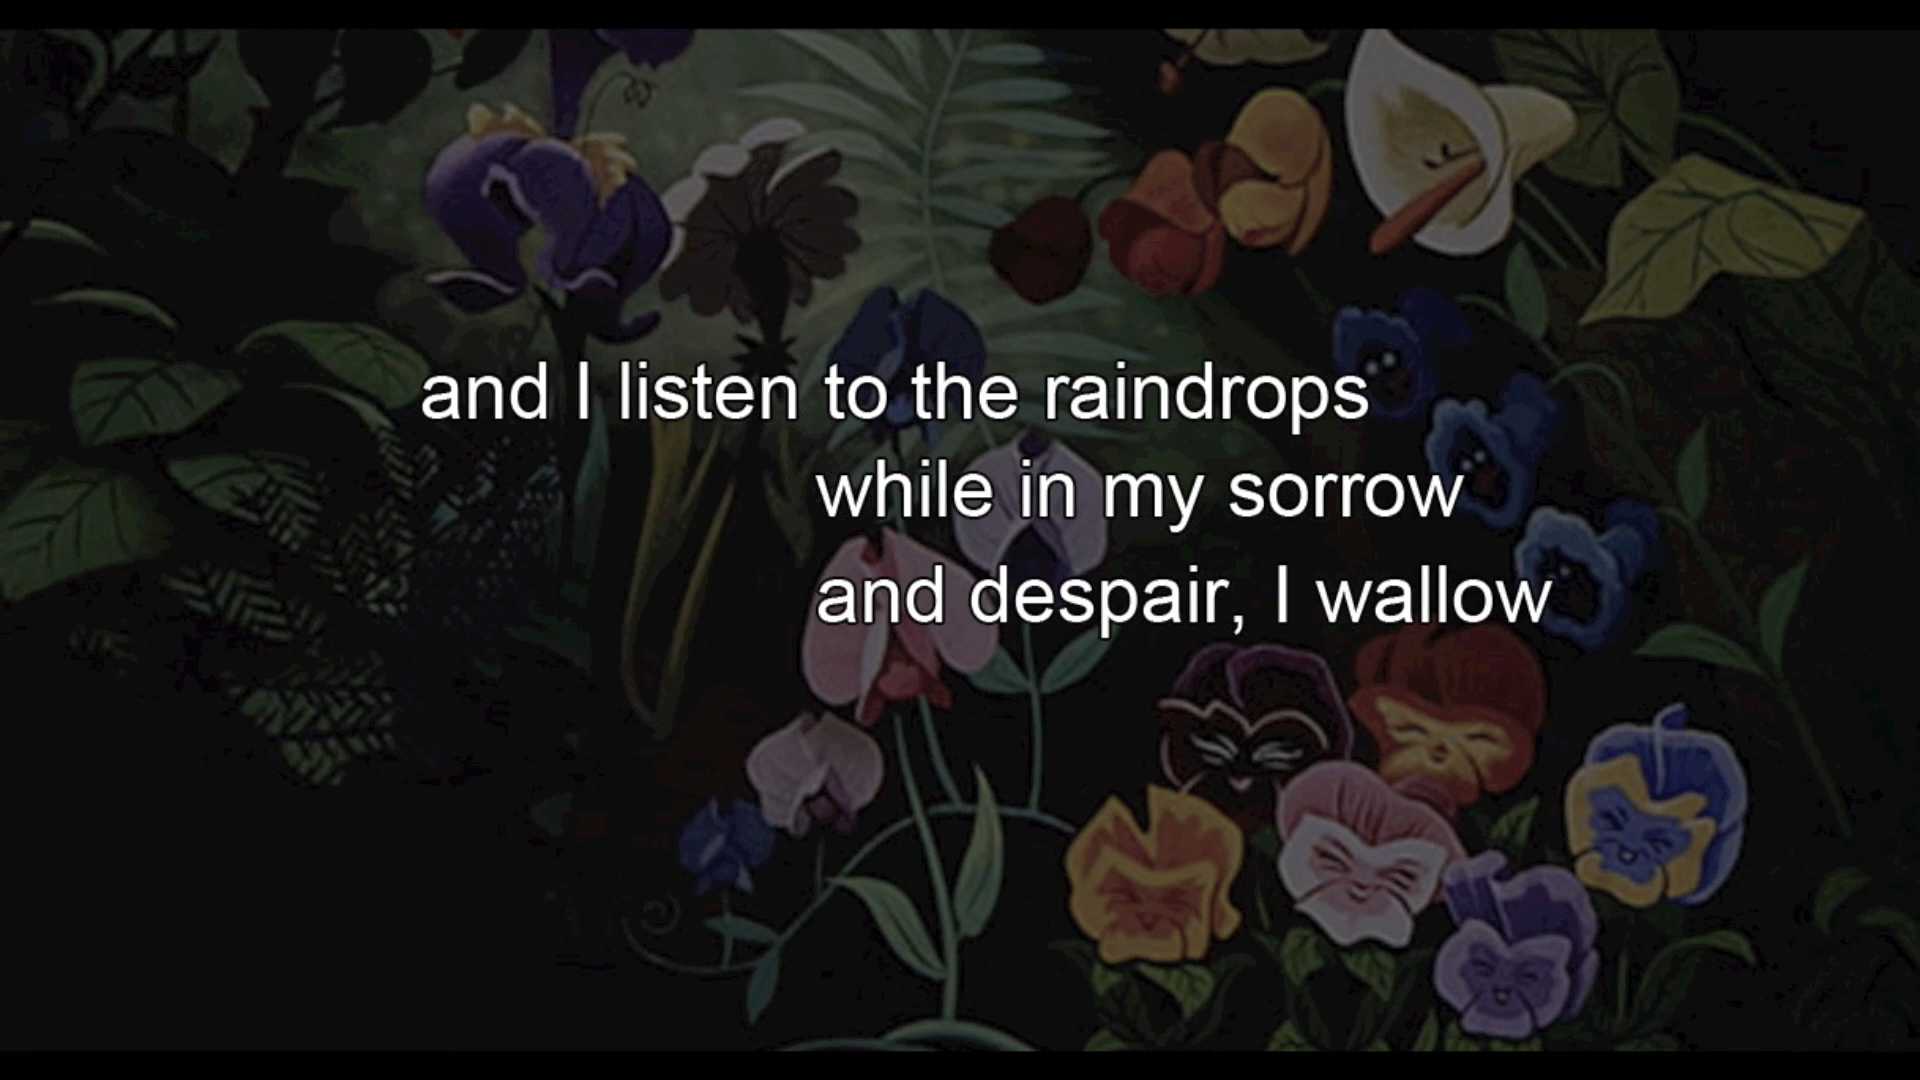 and I listen to the raindrops
while in my sorrow
and despair, I wallow